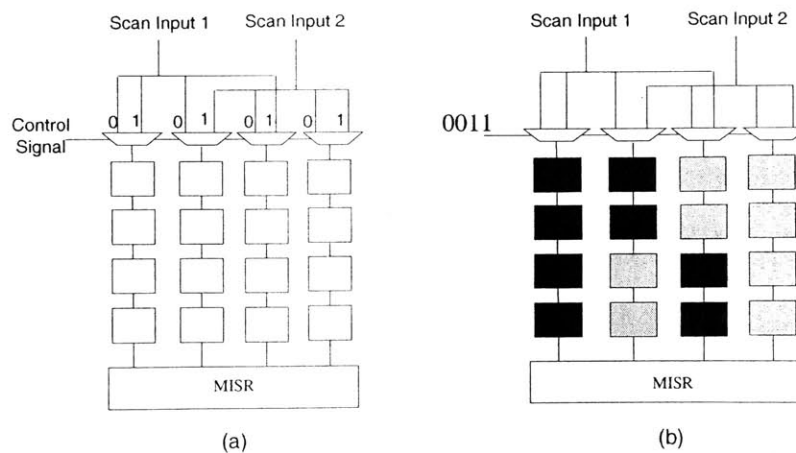 Scan Input 1
Scan Input 2
0 1 0 1 0 1 0 1
Control
Signal
MISR
(a)
Scan Input 1
Scan Input 2
0011
MISR
(b)